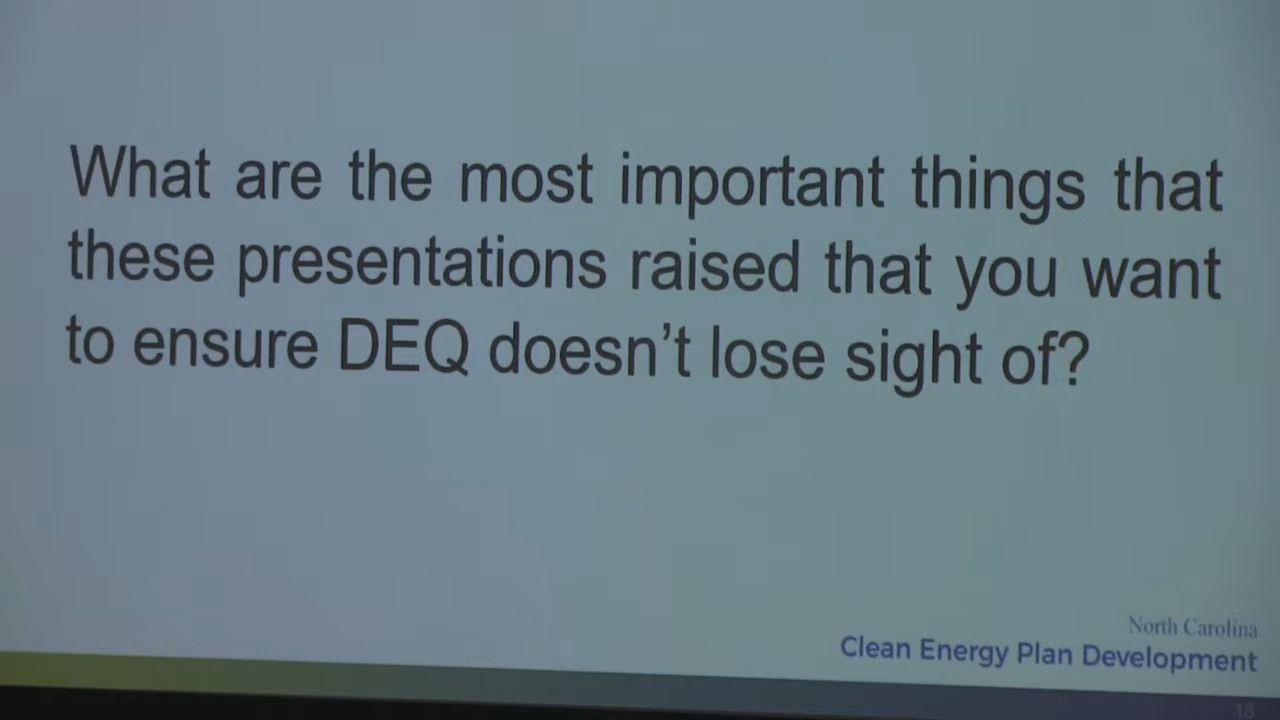 What are the most important things that
these presentations raised that you want
to ensure DEQ doesn't lose sight of?
North Carolina
Clean Energy Plan Development
18